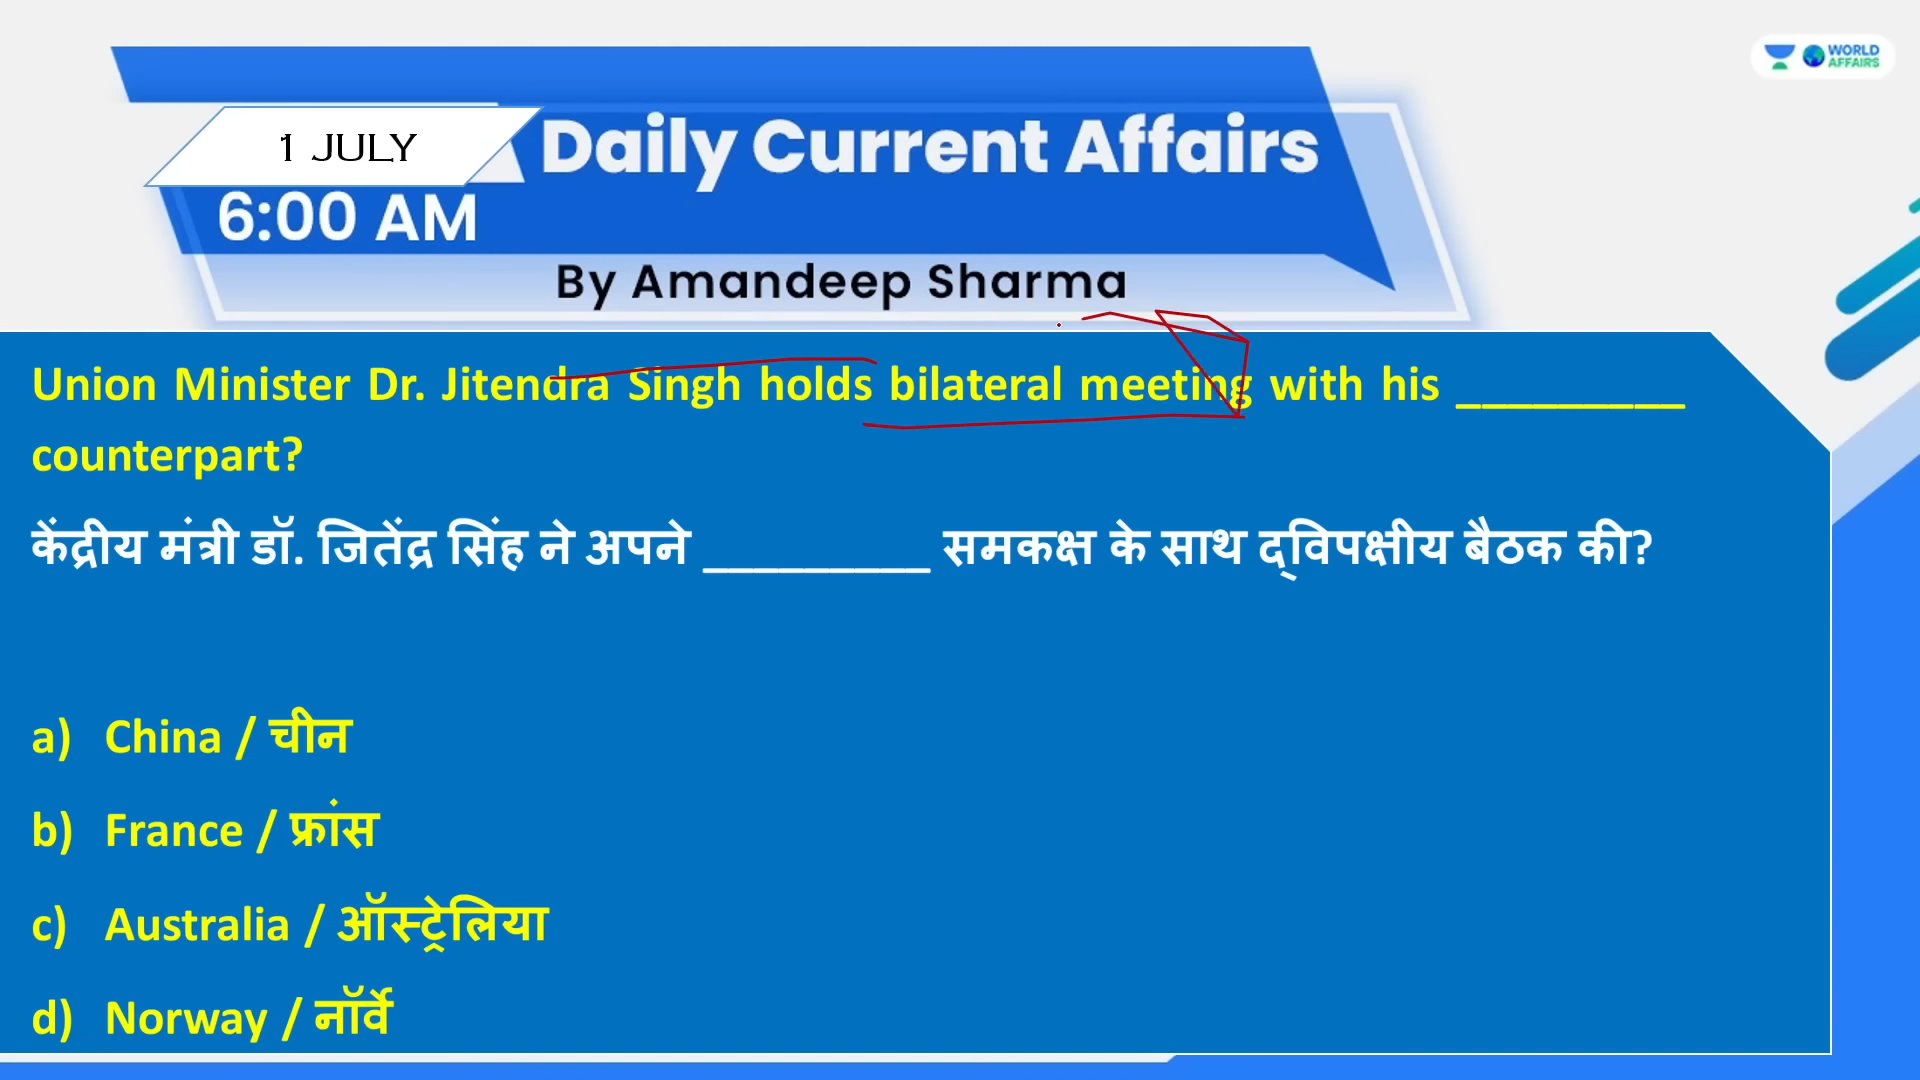 WORLD
AFFAIRS
1 JULY
Daily Current Affairs
6:00 AM
By Amandeep Sharma
Union Minister Dr. Jitendra Singh holds bilateral meeting with his _________
counterpart?
केंद्रीय मंत्री डॉ. जितेंद्र सिंह ने अपने _________ समकक्ष के साथ द्विपक्षीय बैठक की?
a) China / चीन
b) France / फ्रांस
c) Australia / ऑस्ट्रेलिया
d) Norway / नॉर्वे